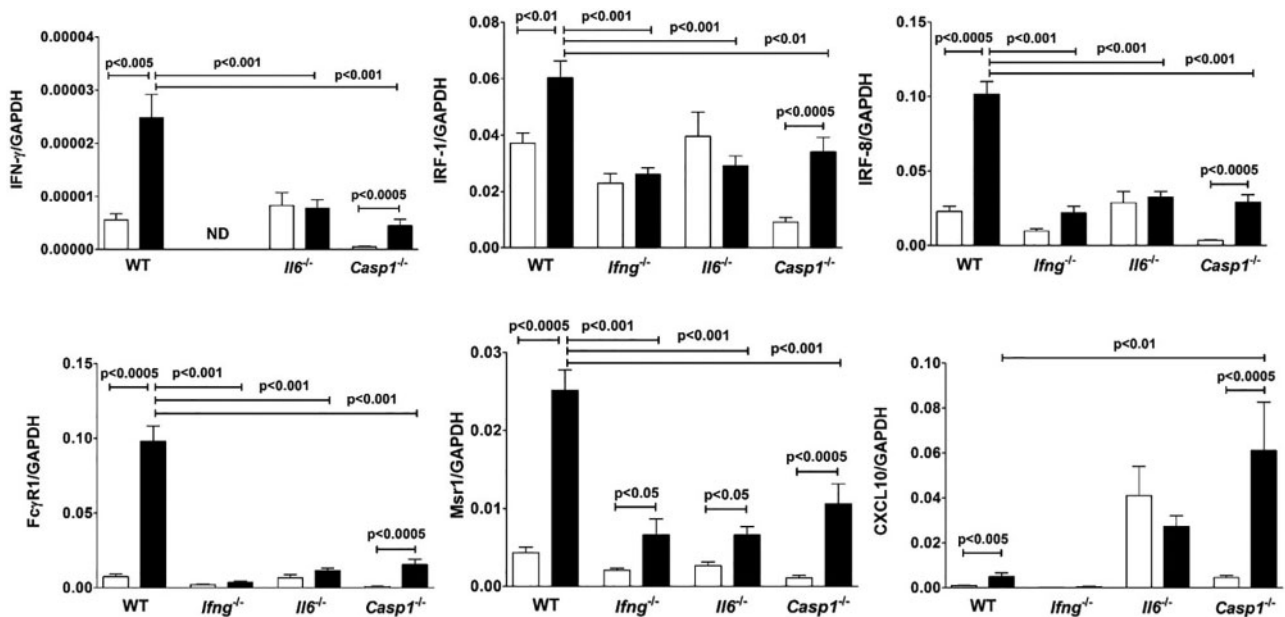 IFN-γ/GAPDH
0.00004
0.00003
0.00002
0.00001
0.00000
p<0.005
p<0.001
p<0.001
p<0.0005
ND
WT
Il6-/-
Casp1-/-
IRF-1/GAPDH
0.08
0.06
0.04
0.02
0.00
p<0.01
p<0.001
p<0.001
p<0.01
p<0.0005
WT
Ifng-/-
Il6-/-
Casp1-/-
IRF-8/GAPDH
0.15
0.10
0.05
0.00
p<0.0005
p<0.001
p<0.001
p<0.001
p<0.0005
WT
Ifng-/-
Il6-/-
Casp1-/-
FcγR1/GAPDH
0.15
0.10
0.05
0.00
p<0.0005
p<0.001
p<0.001
p<0.001
p<0.0005
WT
Ifng-/-
Il6-/-
Casp1-/-
Msr1/GAPDH
0.03
0.02
0.01
0.00
p<0.0005
p<0.001
p<0.001
p<0.001
p<0.05
p<0.05
p<0.0005
WT
Ifng-/-
Il6-/-
Casp1-/-
CXCL10/GAPDH
0.10
0.08
0.06
0.04
0.02
0.00
p<0.01
p<0.0005
p<0.005
WT
Ifng-/-
Il6-/-
Casp1-/-